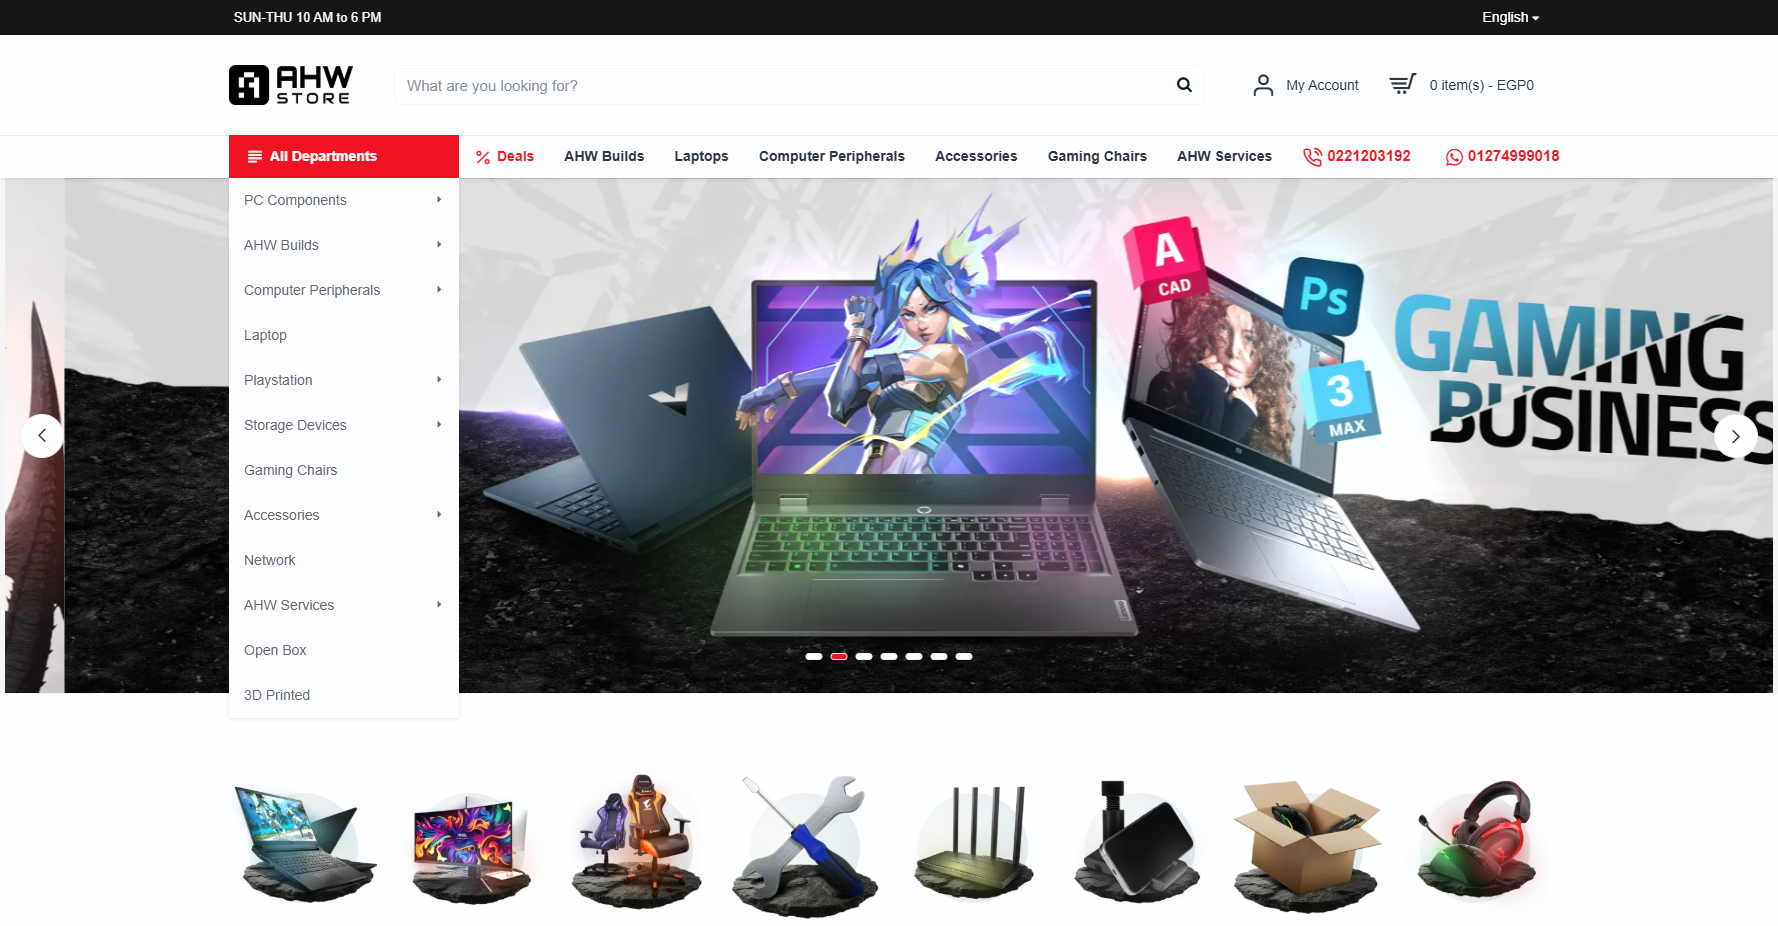 SUN-THU 10 AM to 6 PM
English
AHW
STORE
What are you looking for?
My Account
0 item(s) - EGP0
All Departments
Deals
AHW Builds
Laptops
Computer Peripherals
Accessories
Gaming Chairs
AHW Services
0221203192
01274999018
PC Components
AHW Builds
Computer Peripherals
Laptop
Playstation
Storage Devices
Gaming Chairs
Accessories
Network
AHW Services
Open Box
3D Printed
A
CAD
Ps
3
MAX
GAMING
BUSINESS